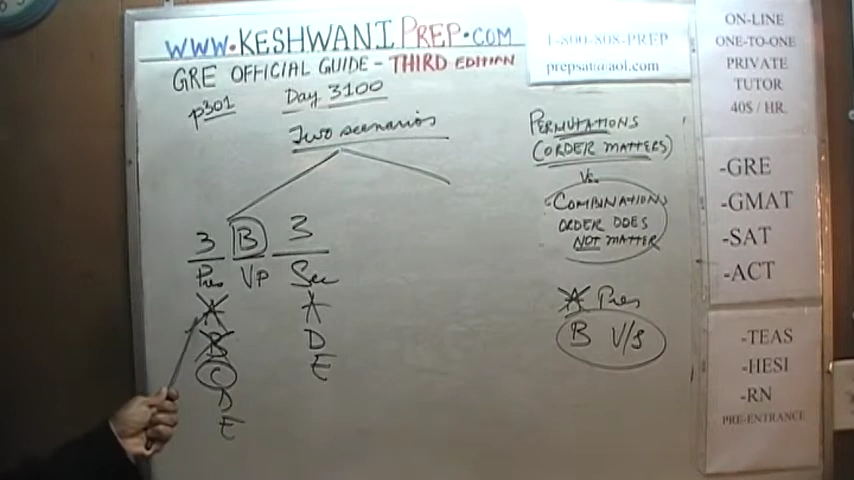 WWW.KESHWANIPREP.COM
GRE OFFICIAL GUIDE - THIRD EDITION
p301
Day 3100
Two scenarios
3 B 3
Pres VP Sec
A A
B D
C E
D
E
1-800-808-PREP
prepsat@aol.com
PERMUTATIONS
(ORDER MATTERS)
Vs.
COMBINATIONS
ORDER DOES
NOT MATTER
A Pres
B V/S
ON-LINE
ONE-TO-ONE
PRIVATE
TUTOR
40$ / HR.
-GRE
-GMAT
-SAT
-ACT
-TEAS
-HESI
-RN
PRE-ENTRANCE